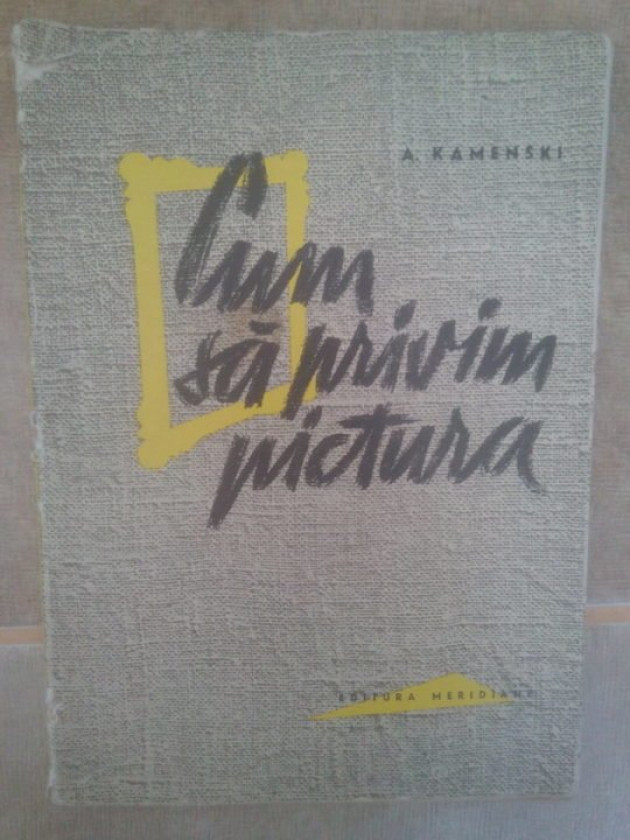 A. KAMENSKI
Cum
să privim
pictura
EDITURA MERIDIANE